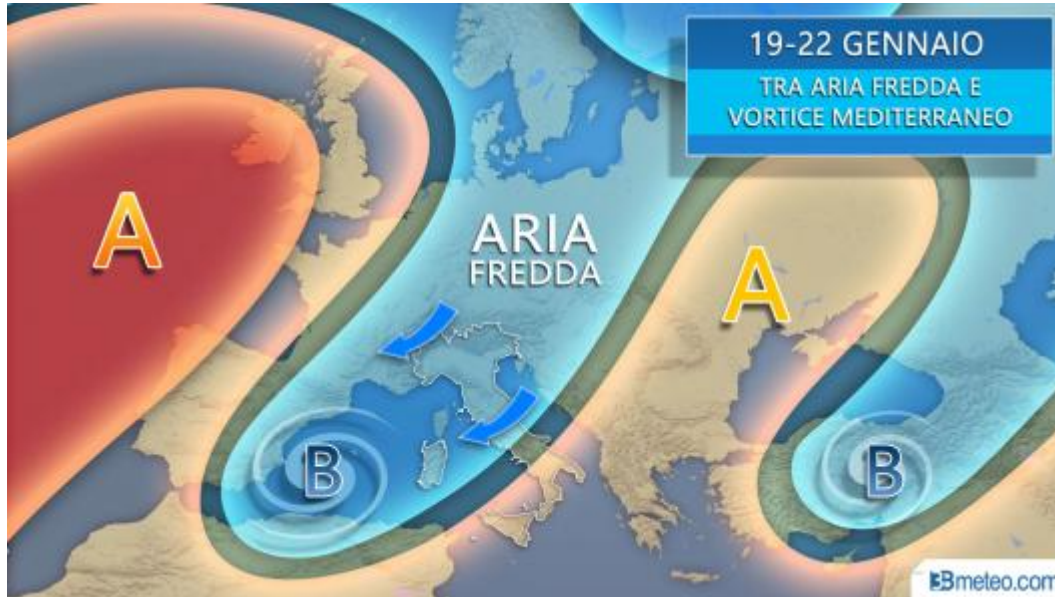 19-22 GENNAIO
TRA ARIA FREDDA E
VORTICE MEDITERRANEO
A
ARIA
FREDDA
A
B
B
3Bmeteo.com